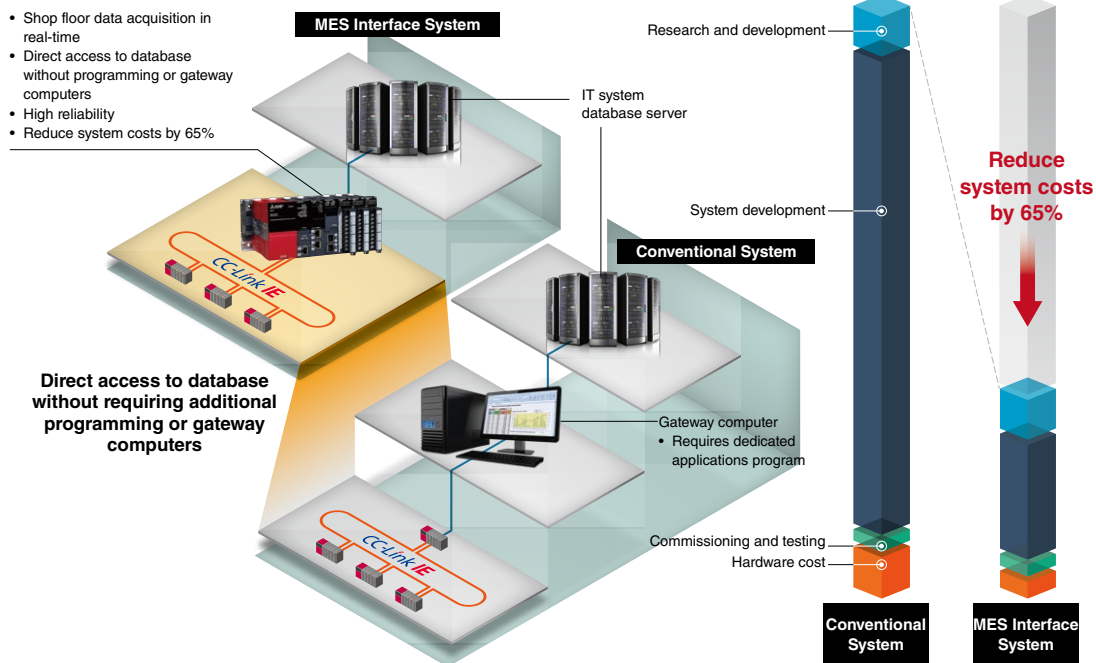 • Shop floor data acquisition in
real-time
• Direct access to database
without programming or gateway
computers
• High reliability
• Reduce system costs by 65%
MES Interface System
IT system
database server
CC-Link IE
Conventional System
Direct access to database
without requiring additional
programming or gateway
computers
Gateway computer
• Requires dedicated
applications program
CC-Link IE
Research and development
System development
Commissioning and testing
Hardware cost
Reduce
system costs
by 65%
Conventional
System
MES Interface
System